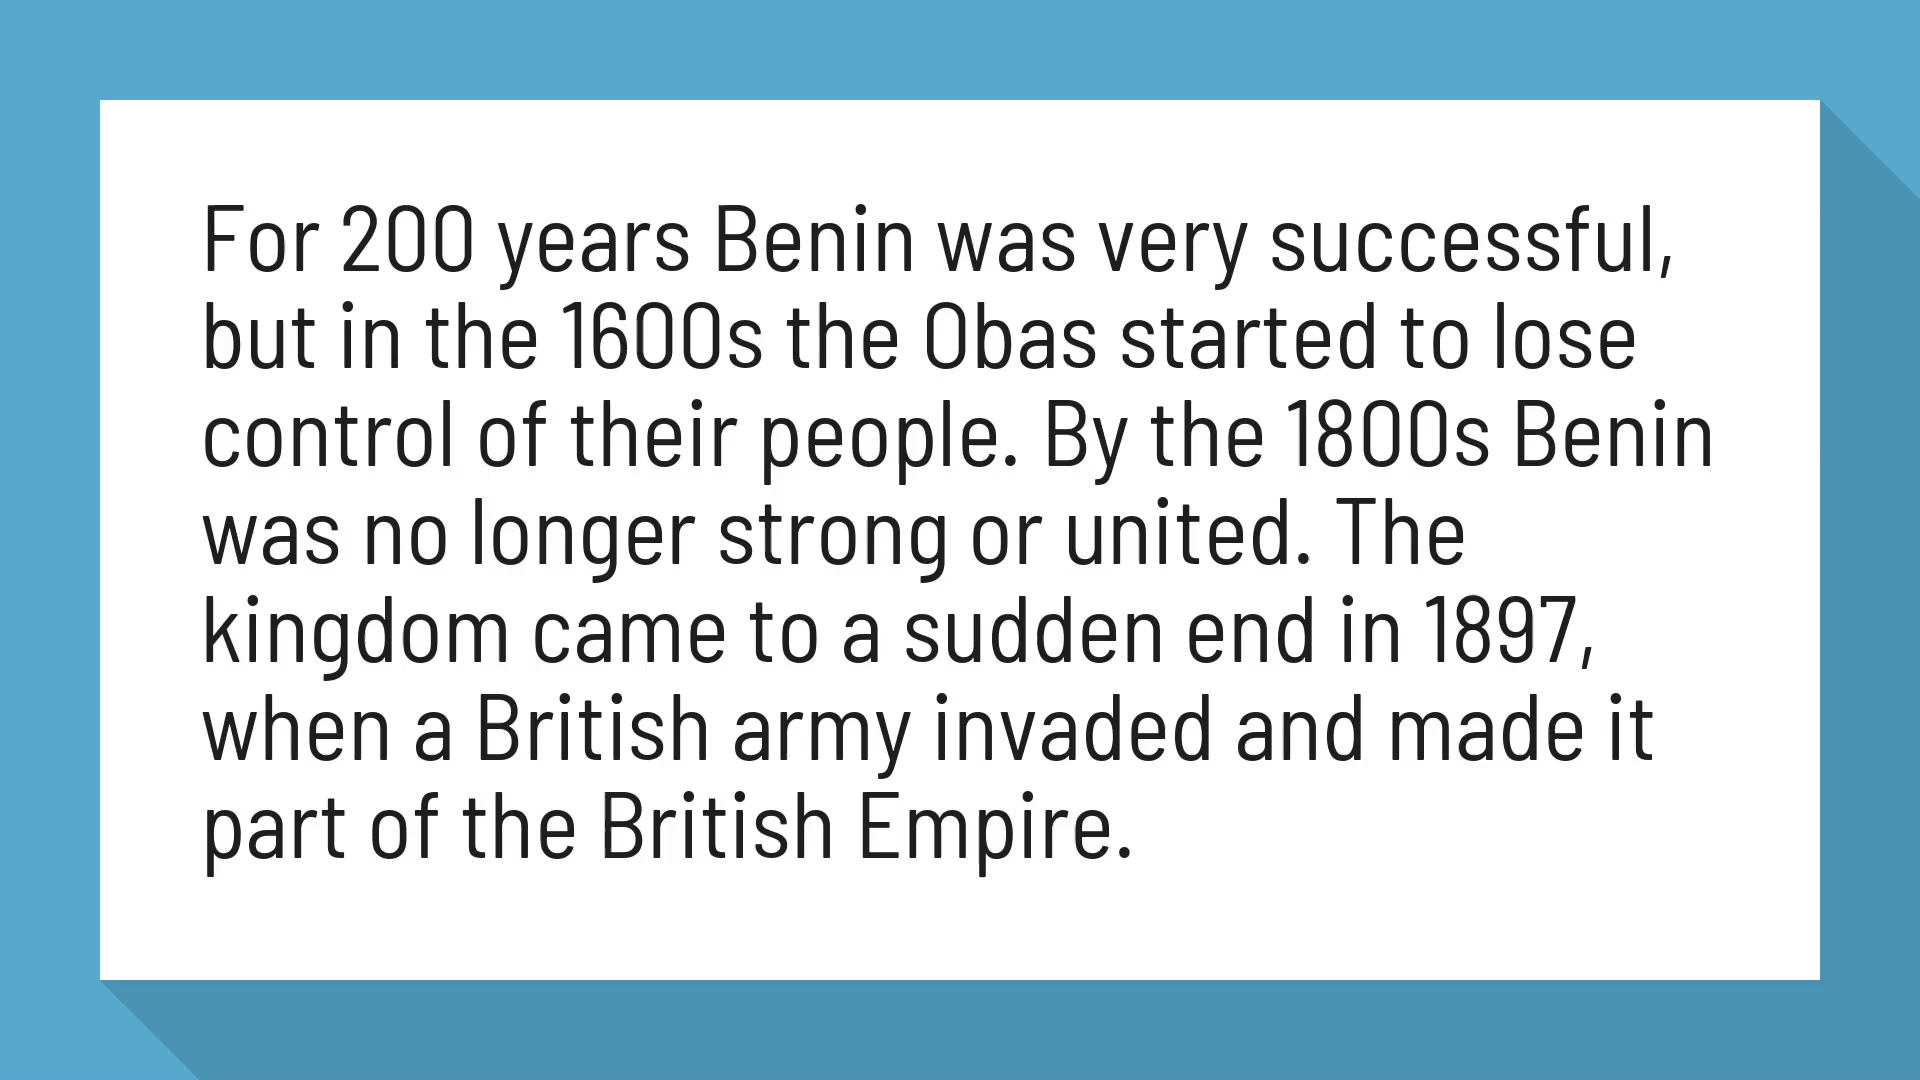 For 200 years Benin was very successful,
but in the 1600s the Obas started to lose
control of their people. By the 1800s Benin
was no longer strong or united. The
kingdom came to a sudden end in 1897,
when a British army invaded and made it
part of the British Empire.